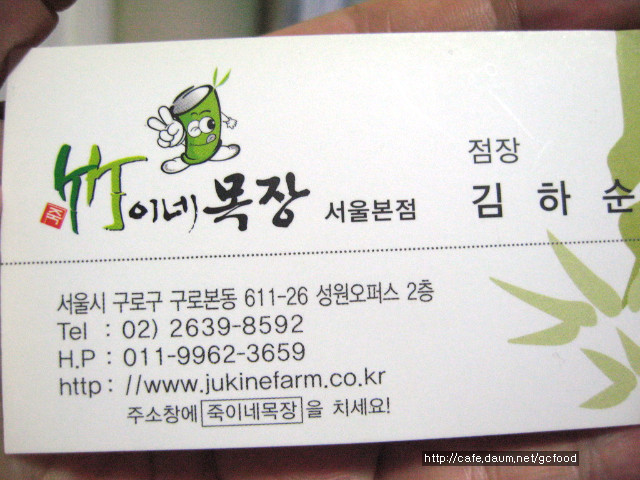 竹이네목장 서울본점
점장
김 하 순
서울시 구로구 구로본동 611-26 성원오퍼스 2층
Tel : 02) 2639-8592
H.P : 011-9962-3659
http : //www.jukinefarm.co.kr
주소창에 죽이네목장 을 치세요!
http://cafe.daum.net/gcfood